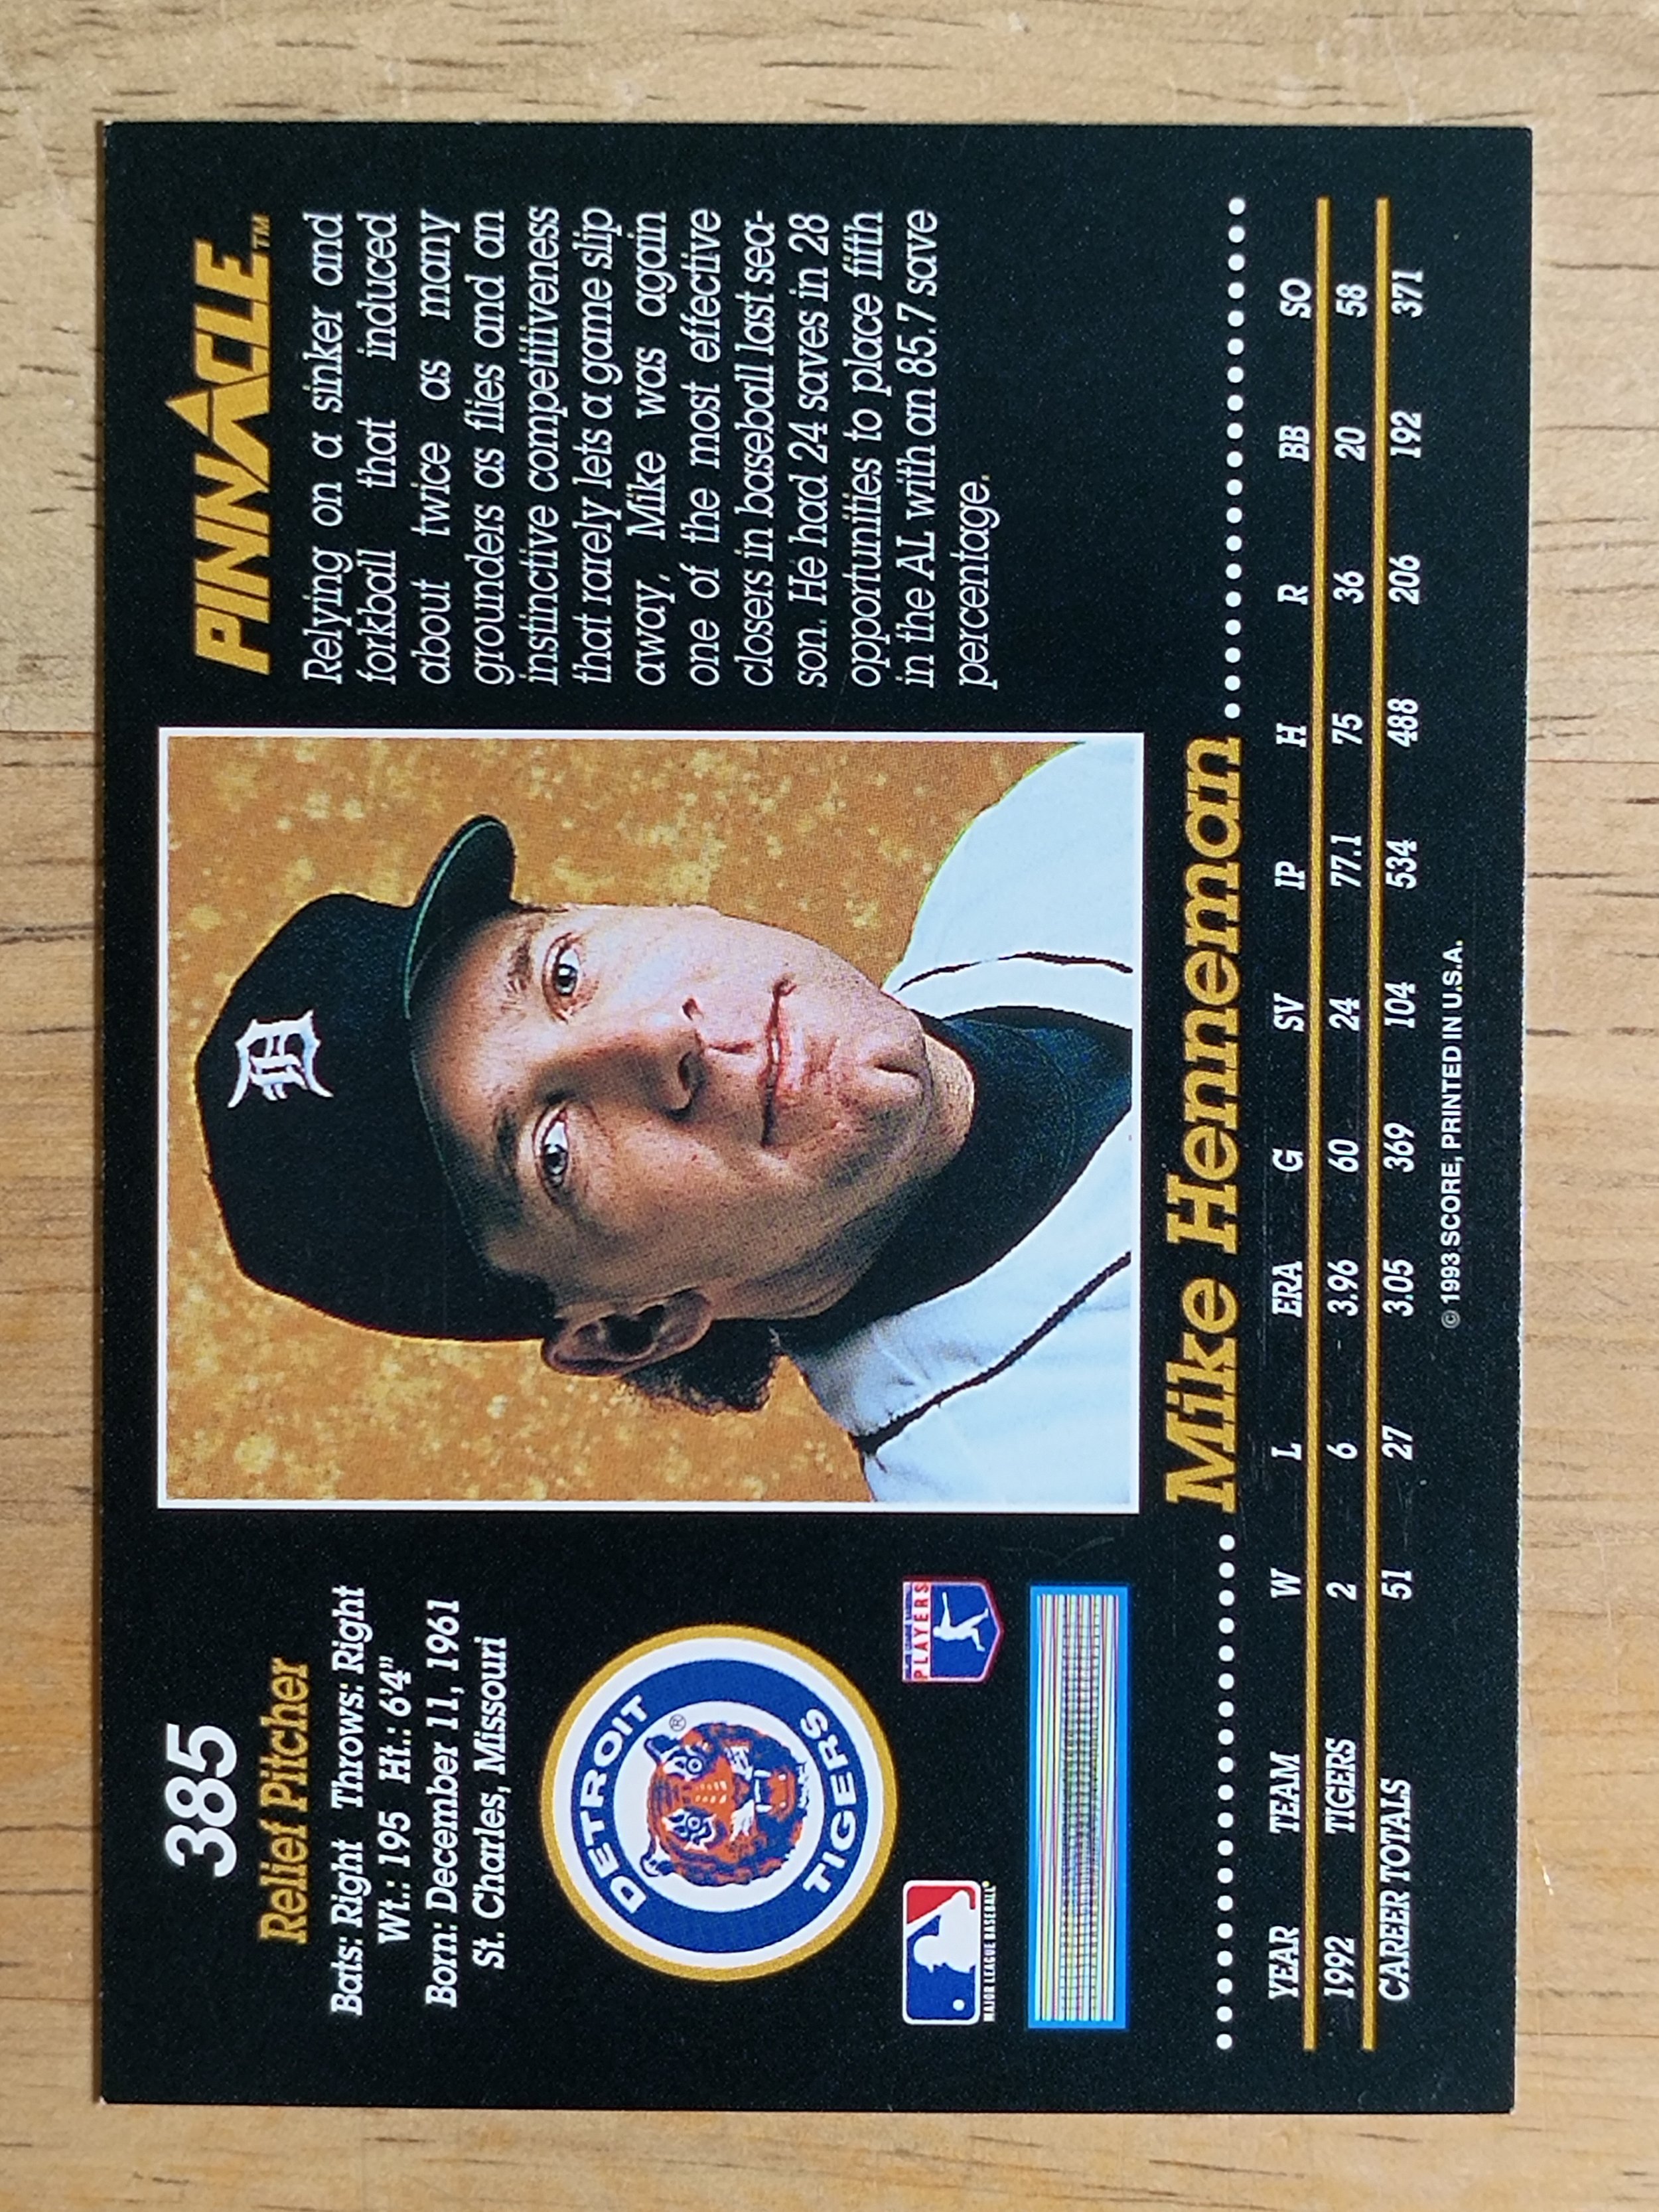 385
Relief Pitcher
Bats: Right Throws: Right
Wt.: 195 Ht.: 6'4"
Born: December 11, 1961
St. Charles, Missouri
DETROIT
TIGERS
®
MAJOR LEAGUE BASEBALL
PLAYERS
D
PINNACLE™
Relying on a sinker and
forkball that induced
about twice as many
grounders as flies and an
instinctive competitiveness
that rarely lets a game slip
away, Mike was again
one of the most effective
closers in baseball last sea-
son. He had 24 saves in 28
opportunities to place fifth
in the AL with an 85.7 save
percentage.
Mike Henneman
YEAR TEAM W L ERA G SV IP H R BB SO
1992 TIGERS 2 6 3.96 60 24 77.1 75 36 20 58
CAREER TOTALS 51 27 3.05 369 104 534 488 206 192 371
© 1993 SCORE, PRINTED IN U.S.A.